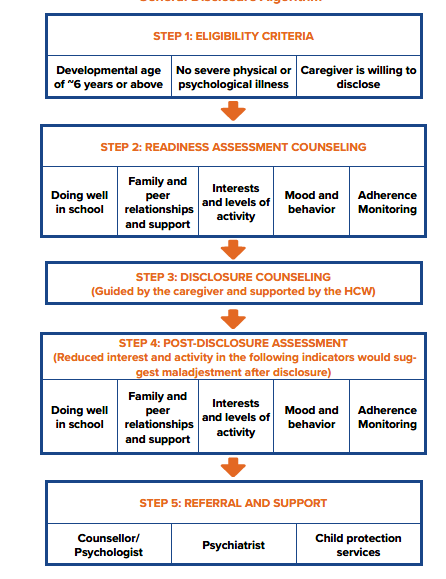 General Disclosure Algorithm
STEP 1: ELIGIBILITY CRITERIA
Developmental age
of ~6 years or above
No severe physical or
psychological illness
Caregiver is willing to
disclose
STEP 2: READINESS ASSESSMENT COUNSELING
Doing well
in school
Family and
peer
relationships
and support
Interests
and levels of
activity
Mood and
behavior
Adherence
Monitoring
STEP 3: DISCLOSURE COUNSELING
(Guided by the caregiver and supported by the HCW)
STEP 4: POST-DISCLOSURE ASSESSMENT
(Reduced interest and activity in the following indicators would sug-
gest maladjustment after disclosure)
Doing well
in school
Family and
peer
relationships
and support
Interests
and levels of
activity
Mood and
behavior
Adherence
Monitoring
STEP 5: REFERRAL AND SUPPORT
Counsellor/
Psychologist
Psychiatrist
Child protection
services